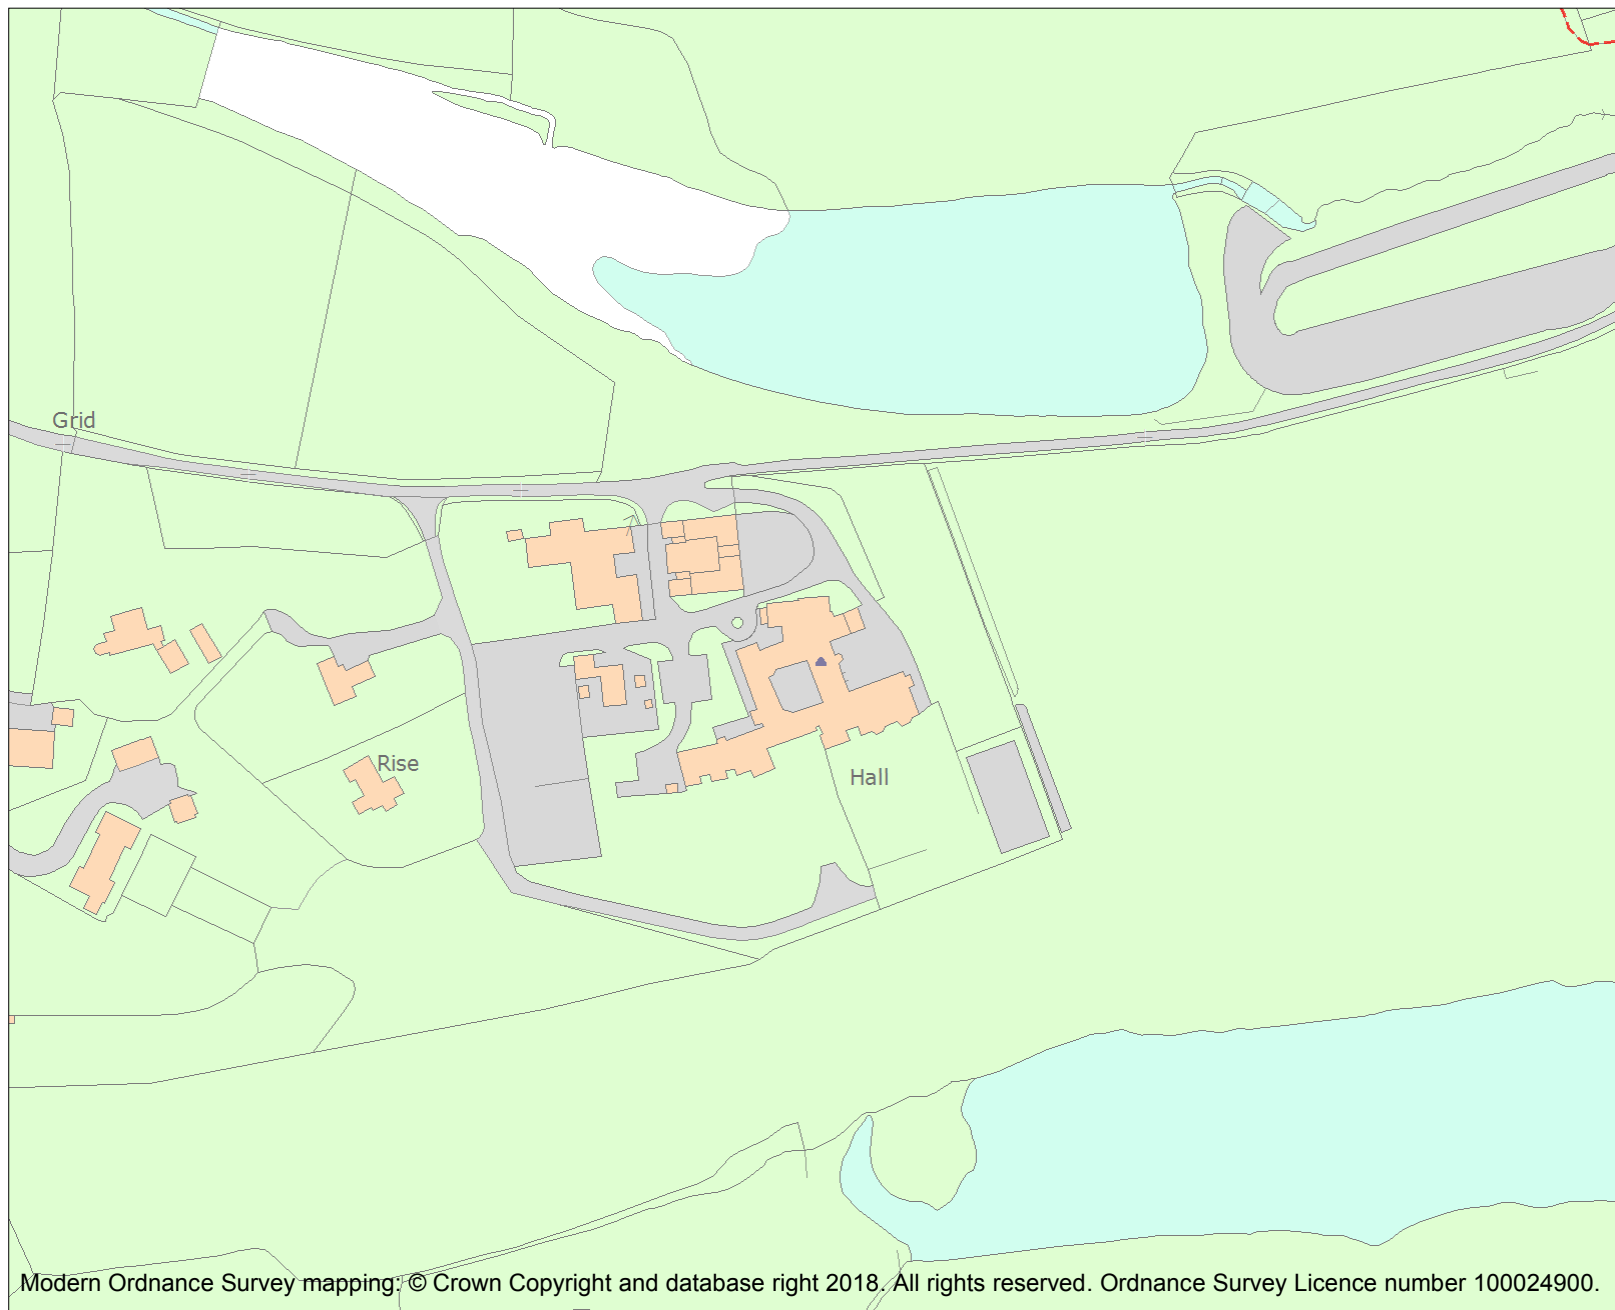 Grid
Rise
Hall
Modern Ordnance Survey mapping: © Crown Copyright and database right 2018. All rights reserved. Ordnance Survey Licence number 100024900.